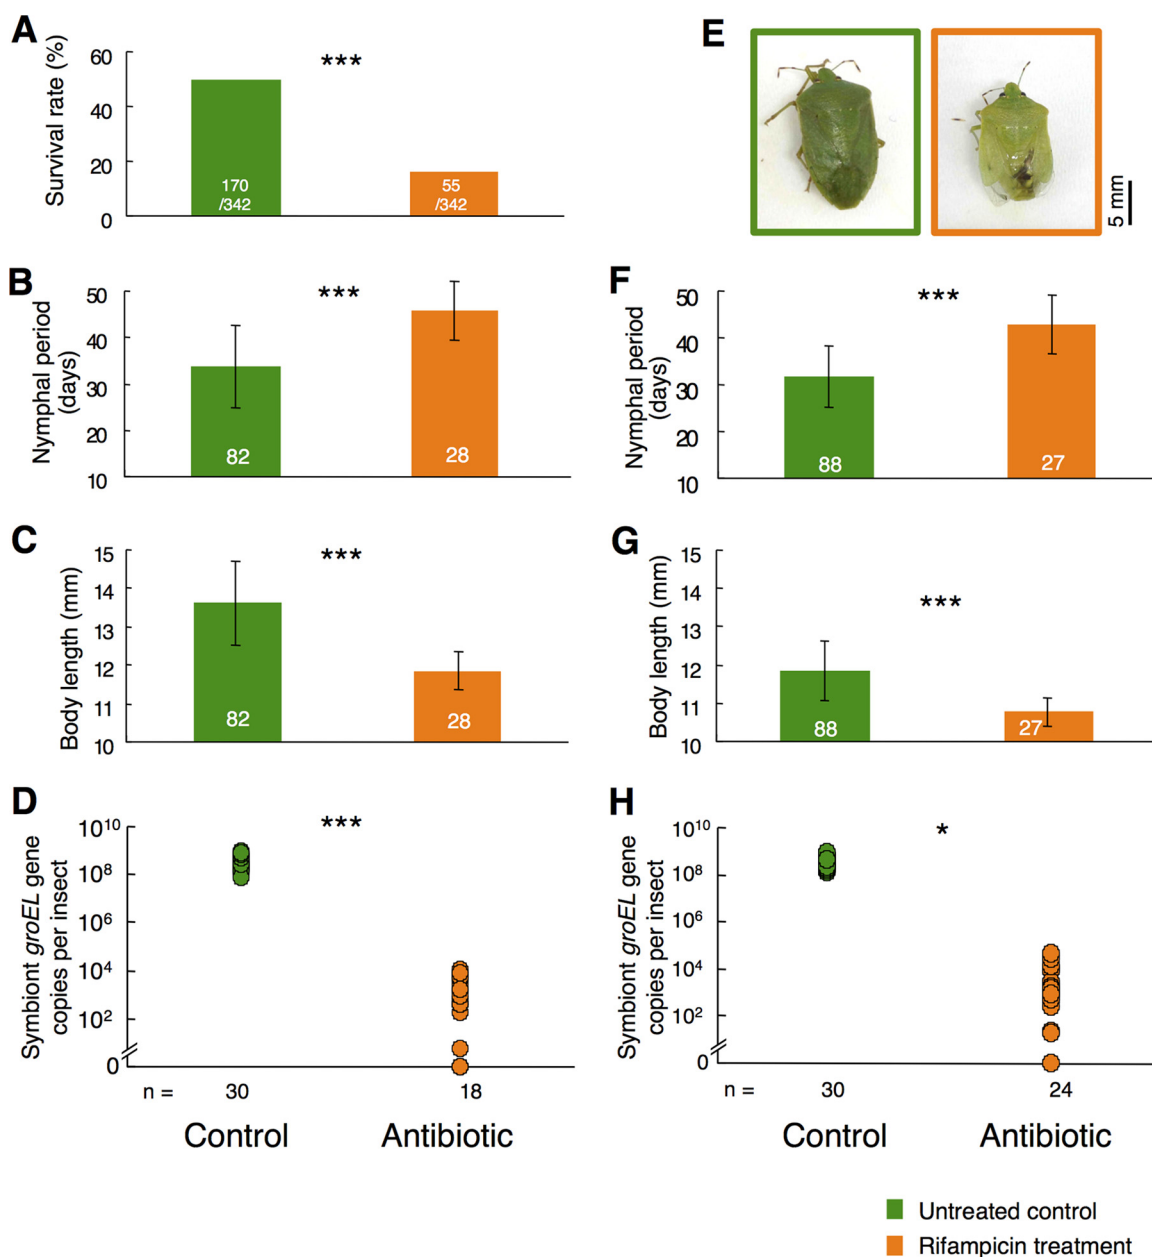 A
Survival rate (%)
60
40
20
0
***
170
/342
55
/342
E
5 mm
B
Nymphal period
(days)
50
40
30
20
10
***
82
28
F
Nymphal period
(days)
50
40
30
20
10
***
88
27
C
Body length (mm)
15
14
13
12
11
10
***
82
28
G
Body length (mm)
15
14
13
12
11
10
***
88
27
D
Symbiont groEL gene
copies per insect
10¹⁰
10⁸
10⁶
10⁴
10²
0
***
n = 30 18
Control Antibiotic
H
Symbiont groEL gene
copies per insect
10¹⁰
10⁸
10⁶
10⁴
10²
0
*
n = 30 24
Control Antibiotic
Untreated control
Rifampicin treatment